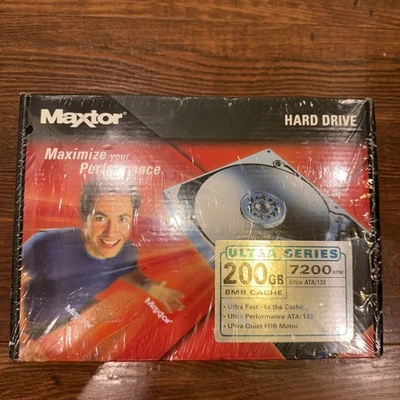 Maxtor
HARD DRIVE
Maximize your
Performance
ULTRA SERIES
200GB
8MB CACHE
7200 RPM
Ultra ATA/133
• Ultra Fast-4x the Cache
• Ultra Performance ATA/133
• Ultra Quiet FDB Motor
Maxtor